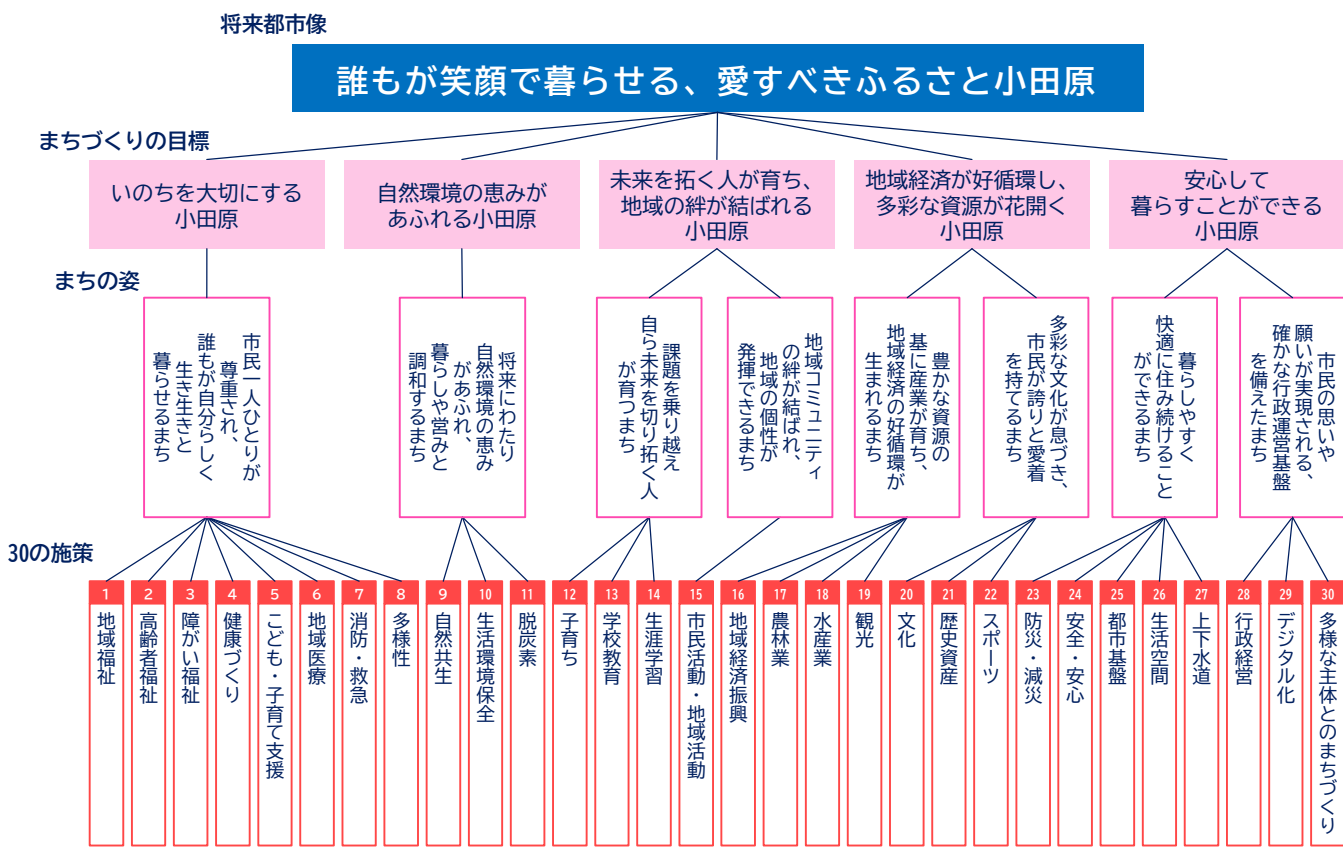 将来都市像
誰もが笑顔で暮らせる、愛すべきふるさと小田原
まちづくりの目標
いのちを大切にする
小田原
自然環境の恵みが
あふれる小田原
未来を拓く人が育ち、
地域の絆が結ばれる
小田原
地域経済が好循環し、
多彩な資源が花開く
小田原
安心して
暮らすことができる
小田原
まちの姿
市民一人ひとりが
尊重され、
誰もが自分らしく
生き生きと
暮らせるまち
将来にわたり
自然環境の恵み
があふれ、
暮らしや営みと
調和するまち
課題を乗り越え
自ら未来を切り拓く人
が育つまち
地域コミュニティ
の絆が結ばれ、
地域の個性が
発揮できるまち
豊かな資源の
基に産業が育ち、
地域経済の好循環が
生まれるまち
多彩な文化が息づき、
市民が誇りと愛着
を持てるまち
暮らしやすく
快適に住み続けること
ができるまち
市民の思いや
願いが実現される、
確かな行政運営基盤
を備えたまち
30の施策
1
地域福祉
2
高齢者福祉
3
障がい福祉
4
健康づくり
5
こども・子育て支援
6
地域医療
7
消防・救急
8
多様性
9
自然共生
10
生活環境保全
11
脱炭素
12
子育ち
13
学校教育
14
生涯学習
15
市民活動・地域活動
16
地域経済振興
17
農林業
18
水産業
19
観光
20
文化
21
歴史資産
22
スポーツ
23
防災・減災
24
安全・安心
25
都市基盤
26
生活空間
27
上下水道
28
行政経営
29
デジタル化
30
多様な主体とのまちづくり